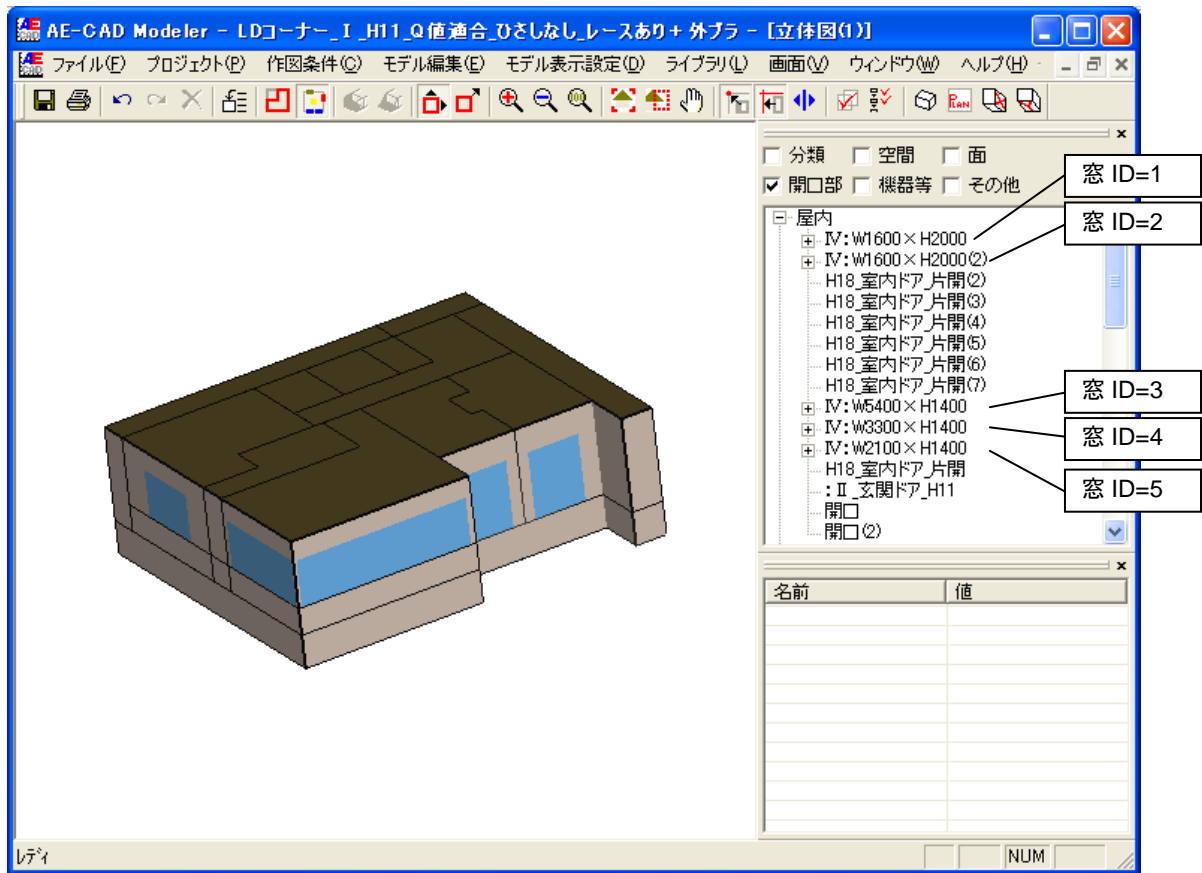 AE-CAD Modeler - LDコーナー_Ⅰ_H11_Q値適合_ひさしなし_レースあり+外ブラ - [立体図(1)]
ファイル(F) プロジェクト(P) 作図条件(C) モデル編集(E) モデル表示設定(D) ライブラリ(L) 画面(V) ウィンドウ(W) ヘルプ(H)
分類 空間 面
開口部 機器等 その他
窓 ID=1
窓 ID=2
屋内
Ⅳ:W1600×H2000
Ⅳ:W1600×H2000(2)
H18_室内ドア_片開(2)
H18_室内ドア_片開(3)
H18_室内ドア_片開(4)
H18_室内ドア_片開(5)
H18_室内ドア_片開(6)
H18_室内ドア_片開(7)
Ⅳ:W5400×H1400
Ⅳ:W3300×H1400
Ⅳ:W2100×H1400
H18_室内ドア_片開
:Ⅱ_玄関ドア_H11
開口
開口(2)
窓 ID=3
窓 ID=4
窓 ID=5
名前 値
レディ NUM